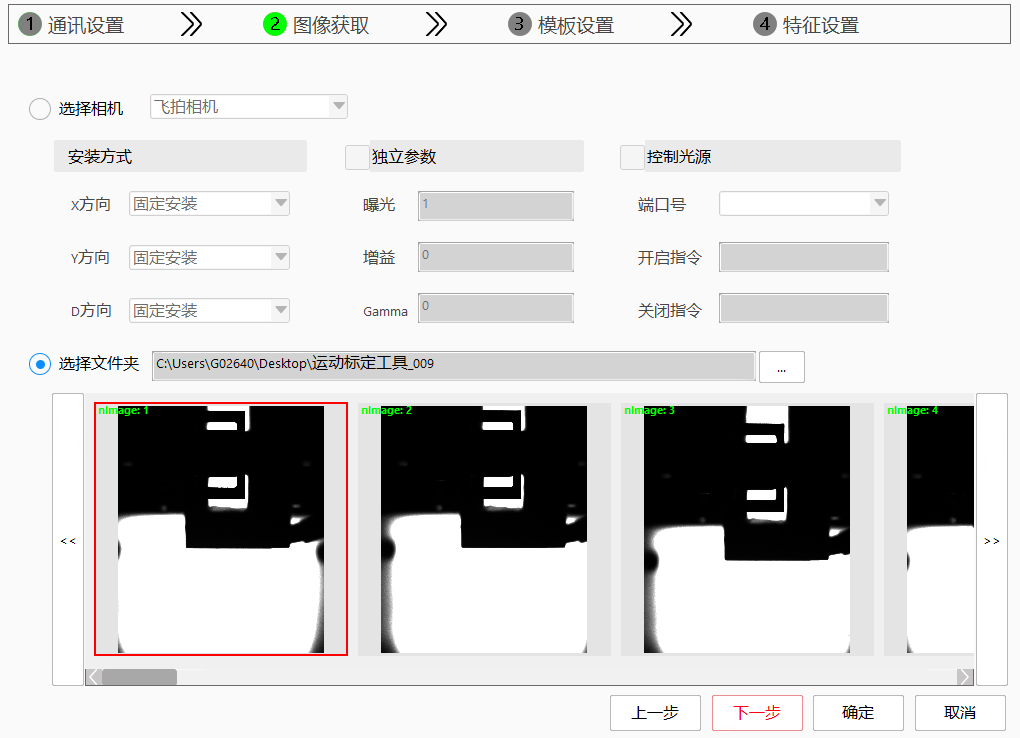 1 通讯设置 2 图像获取 3 模板设置 4 特征设置
选择相机 飞拍相机
安装方式 独立参数 控制光源
X方向 固定安装 曝光 1 端口号
Y方向 固定安装 增益 0 开启指令
D方向 固定安装 Gamma 0 关闭指令
选择文件夹 C:\Users\G02640\Desktop\运动标定工具_009 ...
nImage: 1 nImage: 2 nImage: 3 nImage: 4
<< >>
上一步 下一步 确定 取消